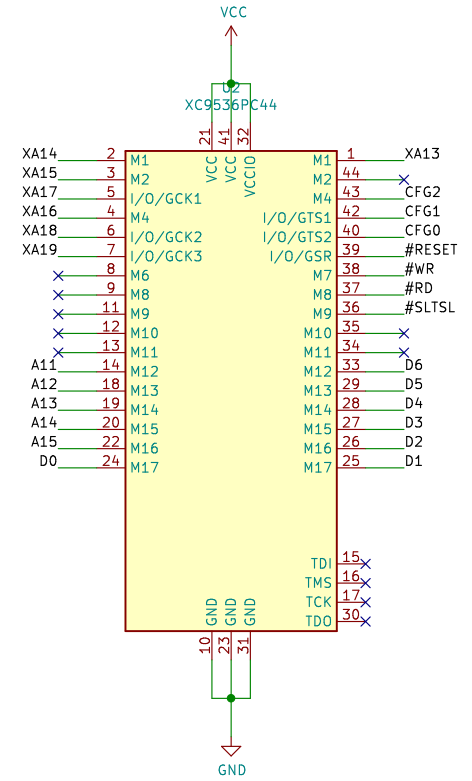 VCC
U2
XC9536PC44
21 41 32
VCC VCC VCCIO
XA14 2 M1 M1 1 XA13
XA15 3 M2 M2 44
XA17 5 I/O/GCK1 M4 43 CFG2
XA16 4 M4 I/O/GTS1 42 CFG1
XA18 6 I/O/GCK2 I/O/GTS2 40 CFG0
XA19 7 I/O/GCK3 I/O/GSR 39 #RESET
8 M6 M7 38 #WR
9 M8 M8 37 #RD
11 M9 M9 36 #SLTSL
12 M10 M10 35
13 M11 M11 34
A11 14 M12 M12 33 D6
A12 18 M13 M13 29 D5
A13 19 M14 M14 28 D4
A14 20 M15 M15 27 D3
A15 22 M16 M16 26 D2
D0 24 M17 M17 25 D1
TDI 15
TMS 16
TCK 17
TDO 30
GND GND GND
10 23 31
GND